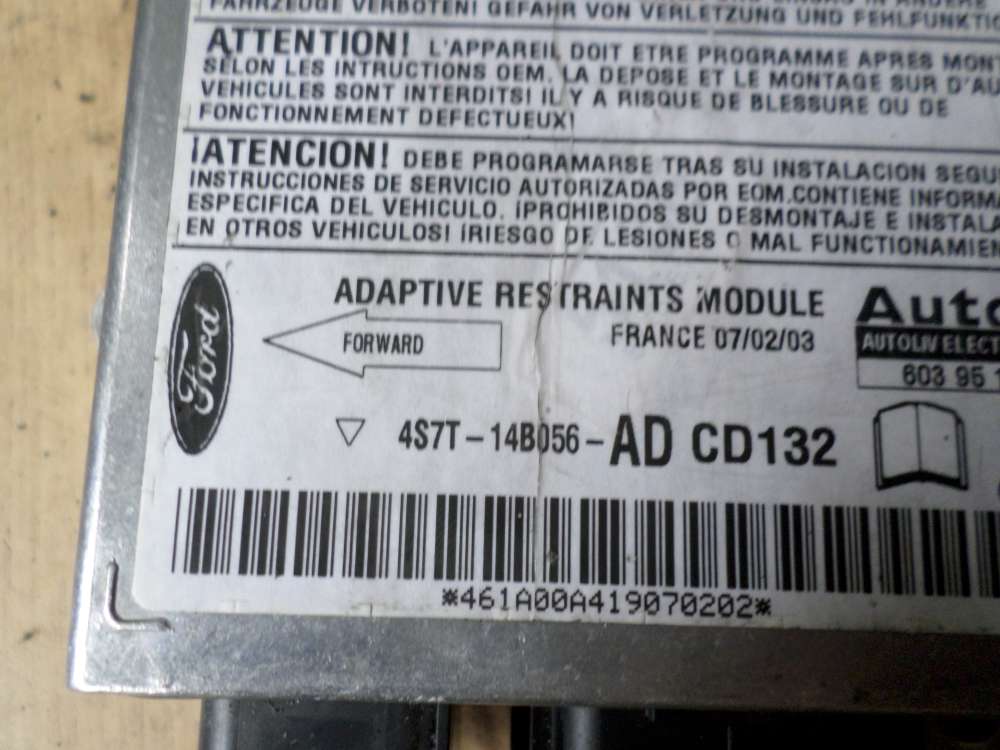 FAHRZEUGE VERBOTEN! GEFAHR VON VERLETZUNG UND FEHLFUNKTIO
ATTENTION! L'APPAREIL DOIT ETRE PROGRAMME APRES MONT
SELON LES INTRUCTIONS OEM. LA DEPOSE ET LE MONTAGE SUR D'AU
VEHICULES SONT INTERDITS! IL Y A RISQUE DE BLESSURE OU DE
FONCTIONNEMENT DEFECTUEUX!
¡ATENCION! DEBE PROGRAMARSE TRAS SU INSTALACION SEGU
INSTRUCCIONES DE SERVICIO AUTORIZADAS POR EOM.CONTIENE INFORMA
ESPECIFICA DEL VEHICULO. ¡PROHIBIDOS SU DESMONTAJE E INSTALA
EN OTROS VEHICULOS! ¡RIESGO DE LESIONES O MAL FUNCTIONAMIEN
Ford
ADAPTIVE RESTRAINTS MODULE
FORWARD
FRANCE 07/02/03
Auto
AUTOLIV ELECT
603 95 1
4S7T-14B056-AD CD132
*461A00A419070202*